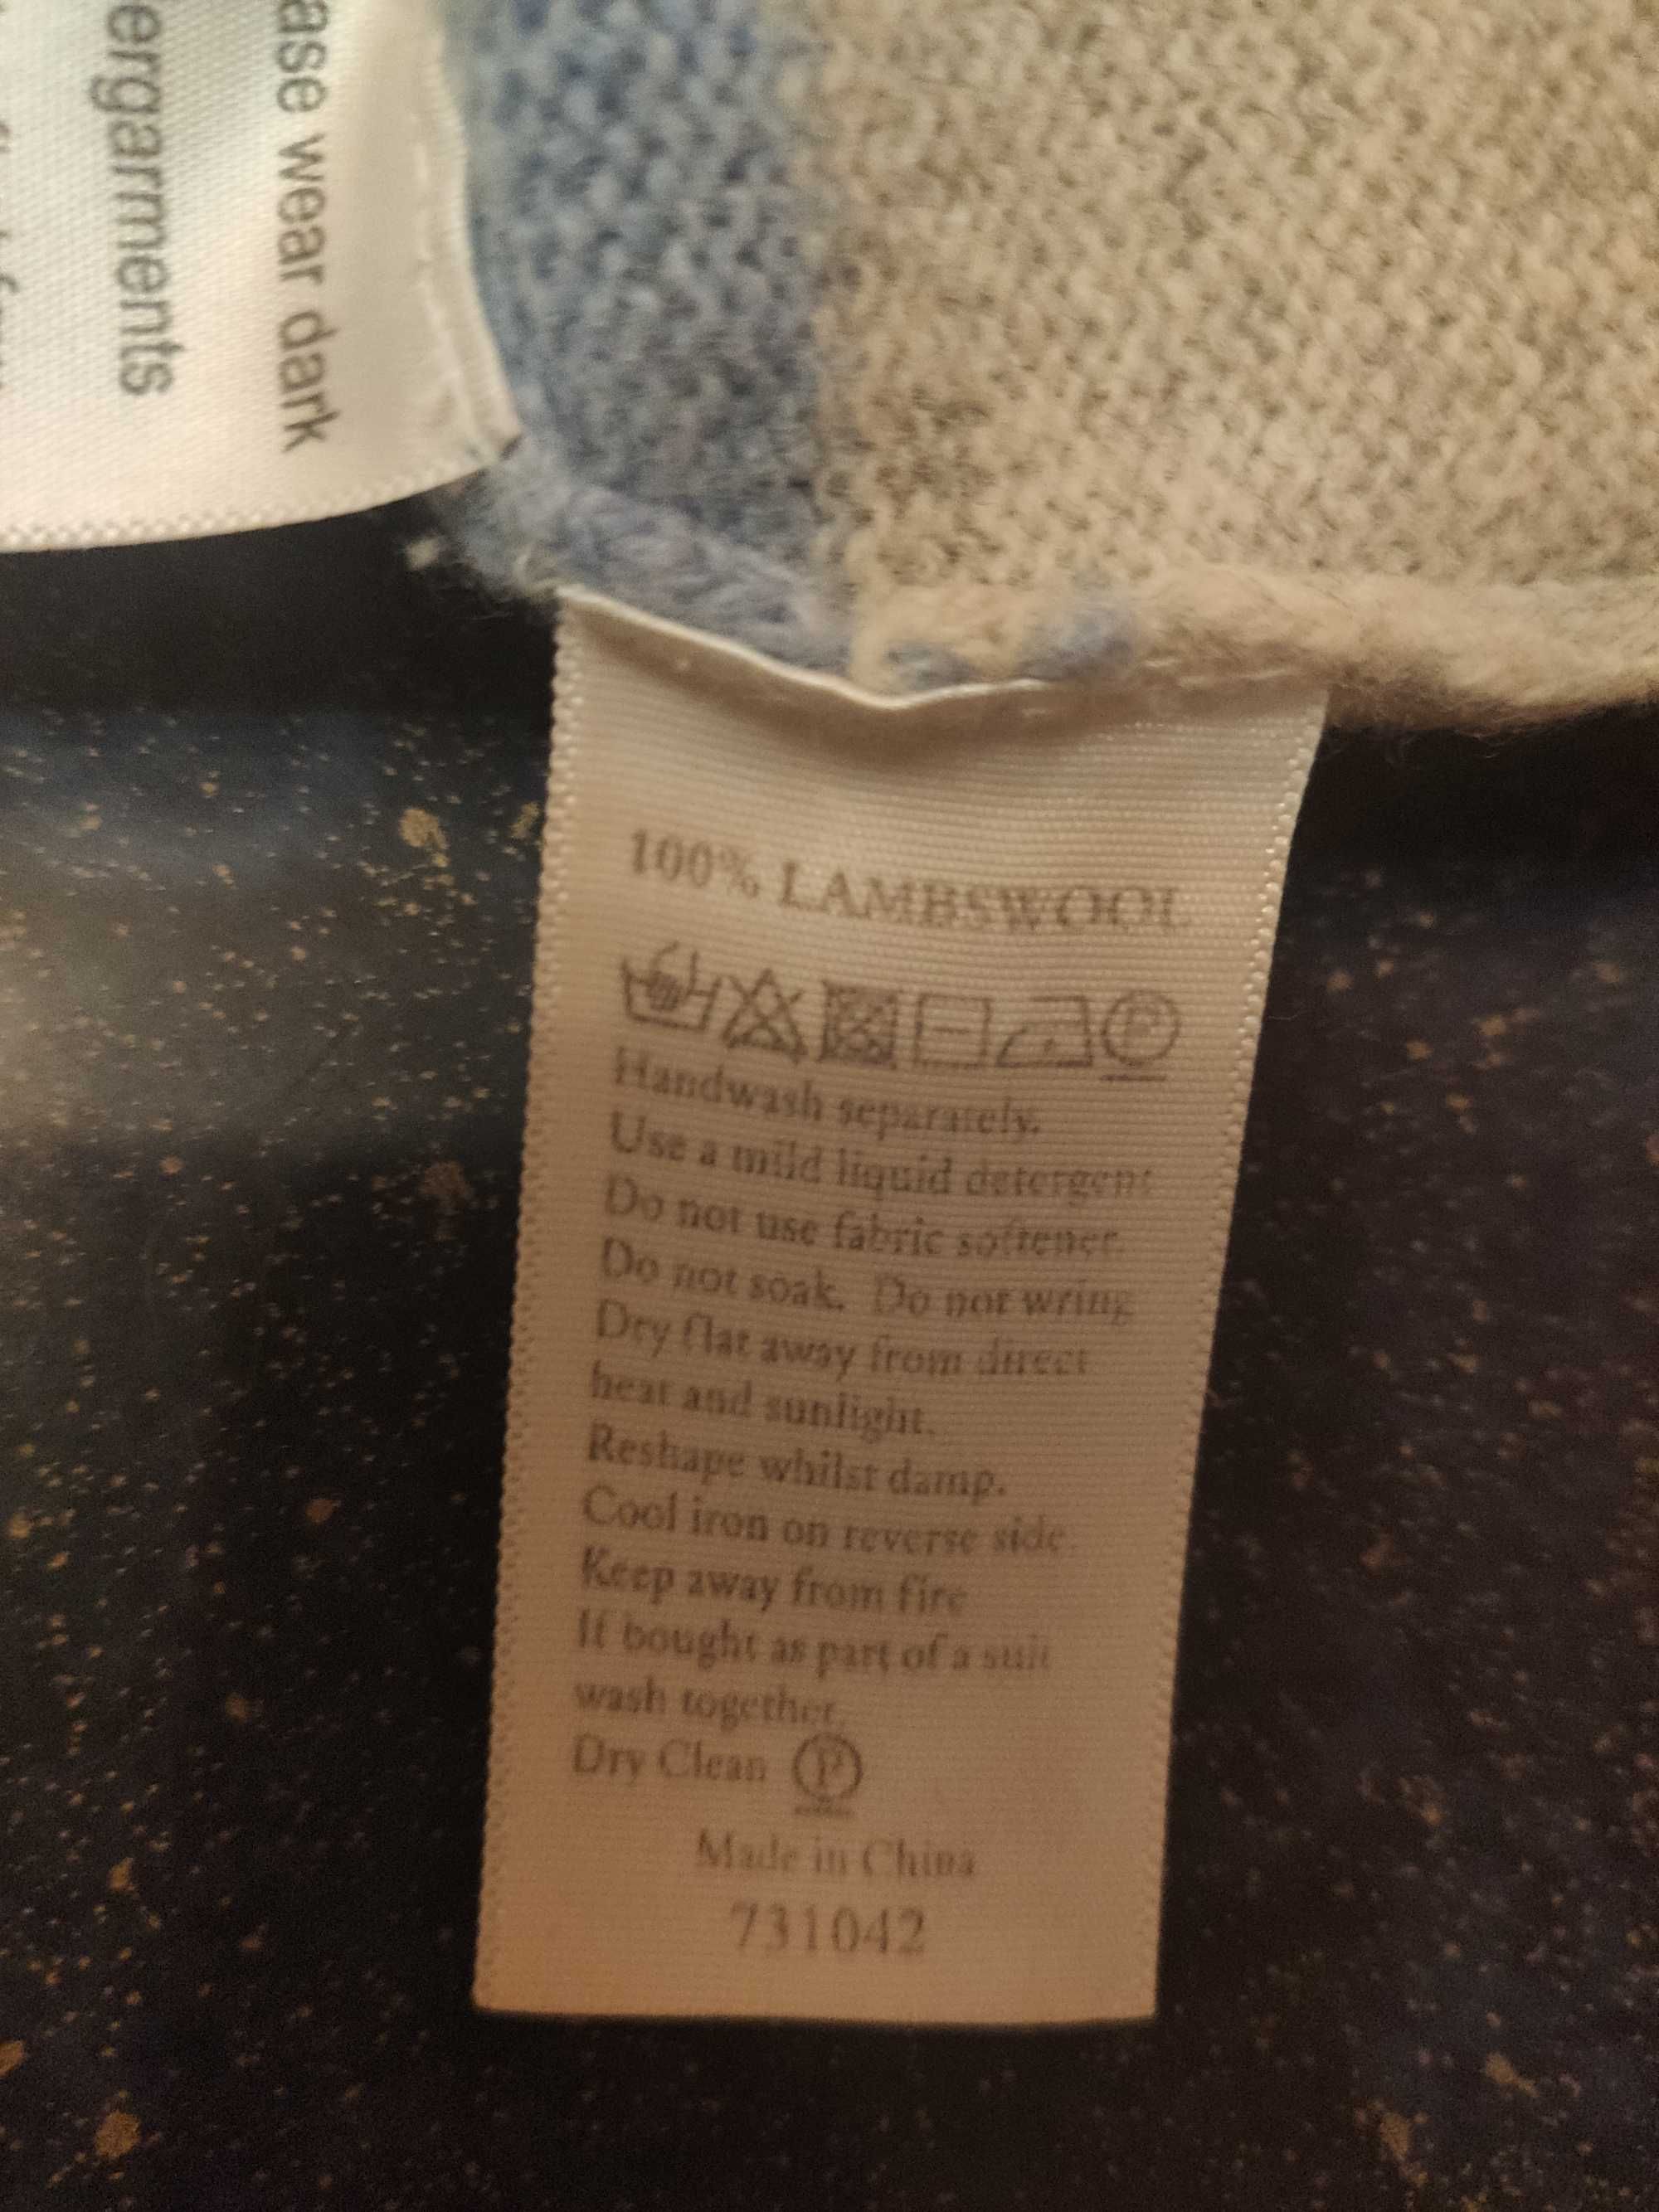 ase wear dark
ergarments
100% LAMBSWOOL
Handwash separately.
Use a mild liquid detergent
Do not use fabric softener.
Do not soak. Do not wring
Dry flat away from direct
heat and sunlight.
Reshape whilst damp.
Cool iron on reverse side.
Keep away from fire
If bought as part of a suit
wash together.
Dry Clean P
Made in China
731042